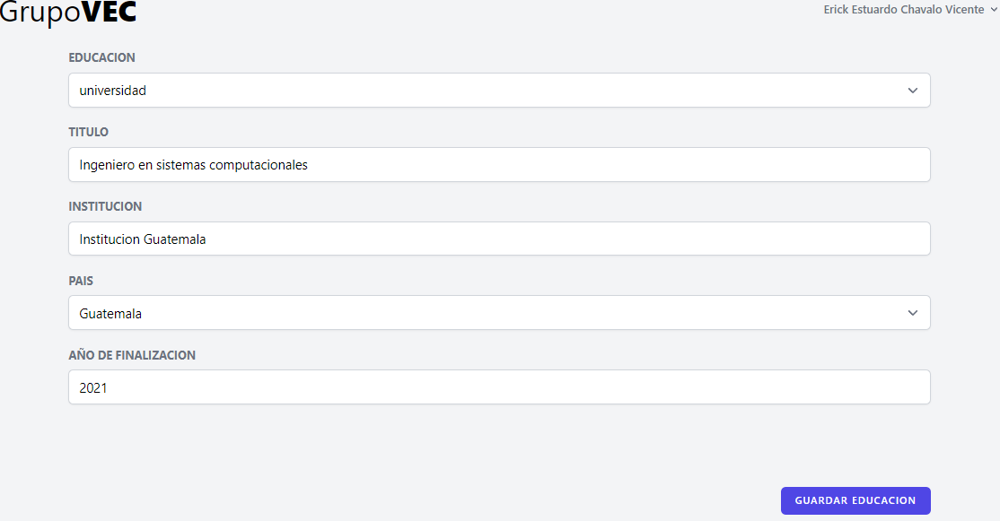 GrupoVEC
Erick Estuardo Chavalo Vicente
EDUCACION
universidad
TITULO
Ingeniero en sistemas computacionales
INSTITUCION
Institucion Guatemala
PAIS
Guatemala
AÑO DE FINALIZACION
2021
GUARDAR EDUCACION